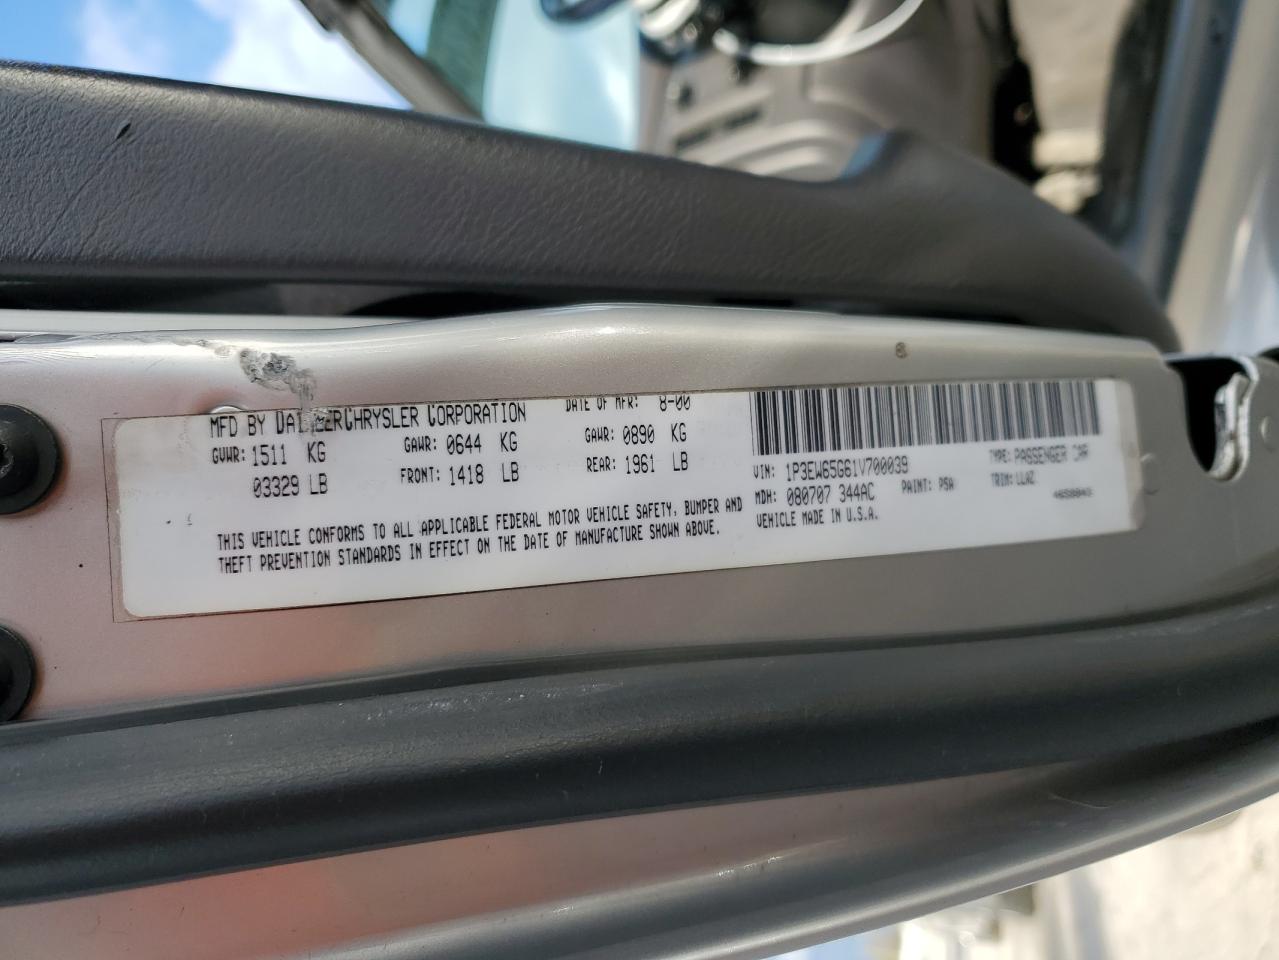 MFD BY DAIMLERCHRYSLER CORPORATION DATE OF MFR: 8-00
GVWR: 1511 KG GAWR: 0644 KG GAWR: 0890 KG
03329 LB FRONT: 1418 LB REAR: 1961 LB
THIS VEHICLE CONFORMS TO ALL APPLICABLE FEDERAL MOTOR VEHICLE SAFETY, BUMPER AND
THEFT PREVENTION STANDARDS IN EFFECT ON THE DATE OF MANUFACTURE SHOWN ABOVE.
VIN: 1P3EW65G61V700039 TYPE: PASSENGER CAR
MDH: 080707 344AC PAINT: PSA TRIM: LLAZ
VEHICLE MADE IN U.S.A.